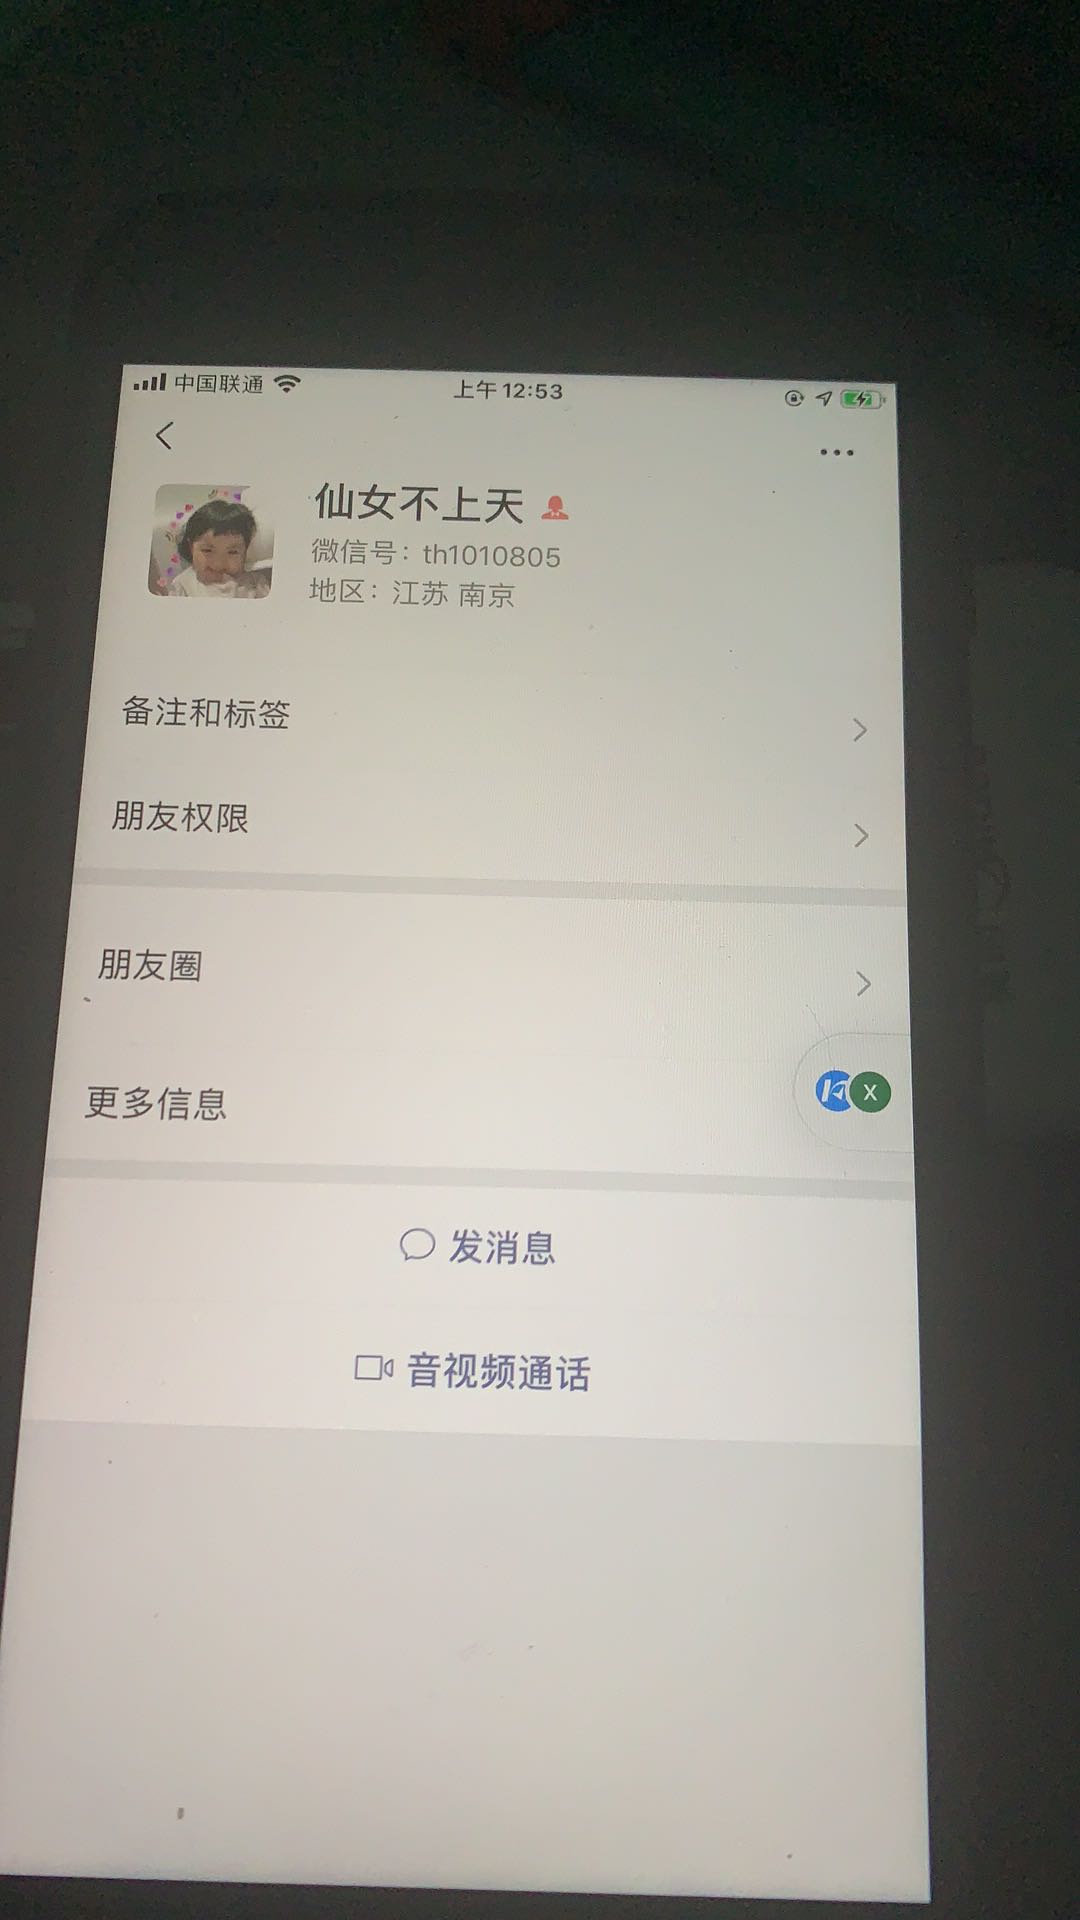 中国联通
上午12:53
仙女不上天
微信号：th1010805
地区：江苏 南京
备注和标签
朋友权限
朋友圈
更多信息
X
发消息
音视频通话